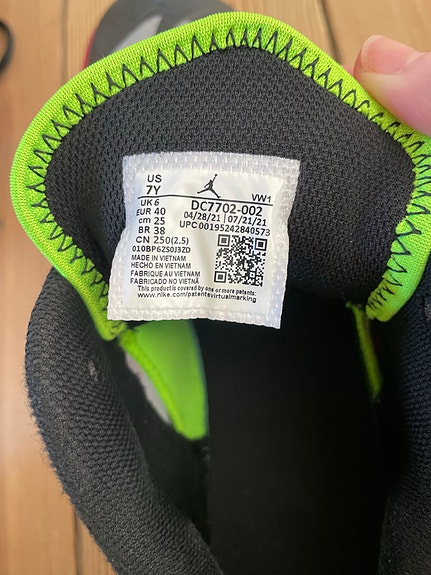 US
7Y
VW1
UK 6
DC7702-002
EUR 40
04/28/21 07/21/21
cm 25
UPC 00195242840573
BR 38
CN 250(2.5)
010BP6ZS0J3ZD
MADE IN VIETNAM
HECHO EN VIETNAM
FABRIQUE AU VIETNAM
FABRICADO NO VIETNÃ
This product is covered by one or more patents:
www.nike.com/patentsvirtualmarking